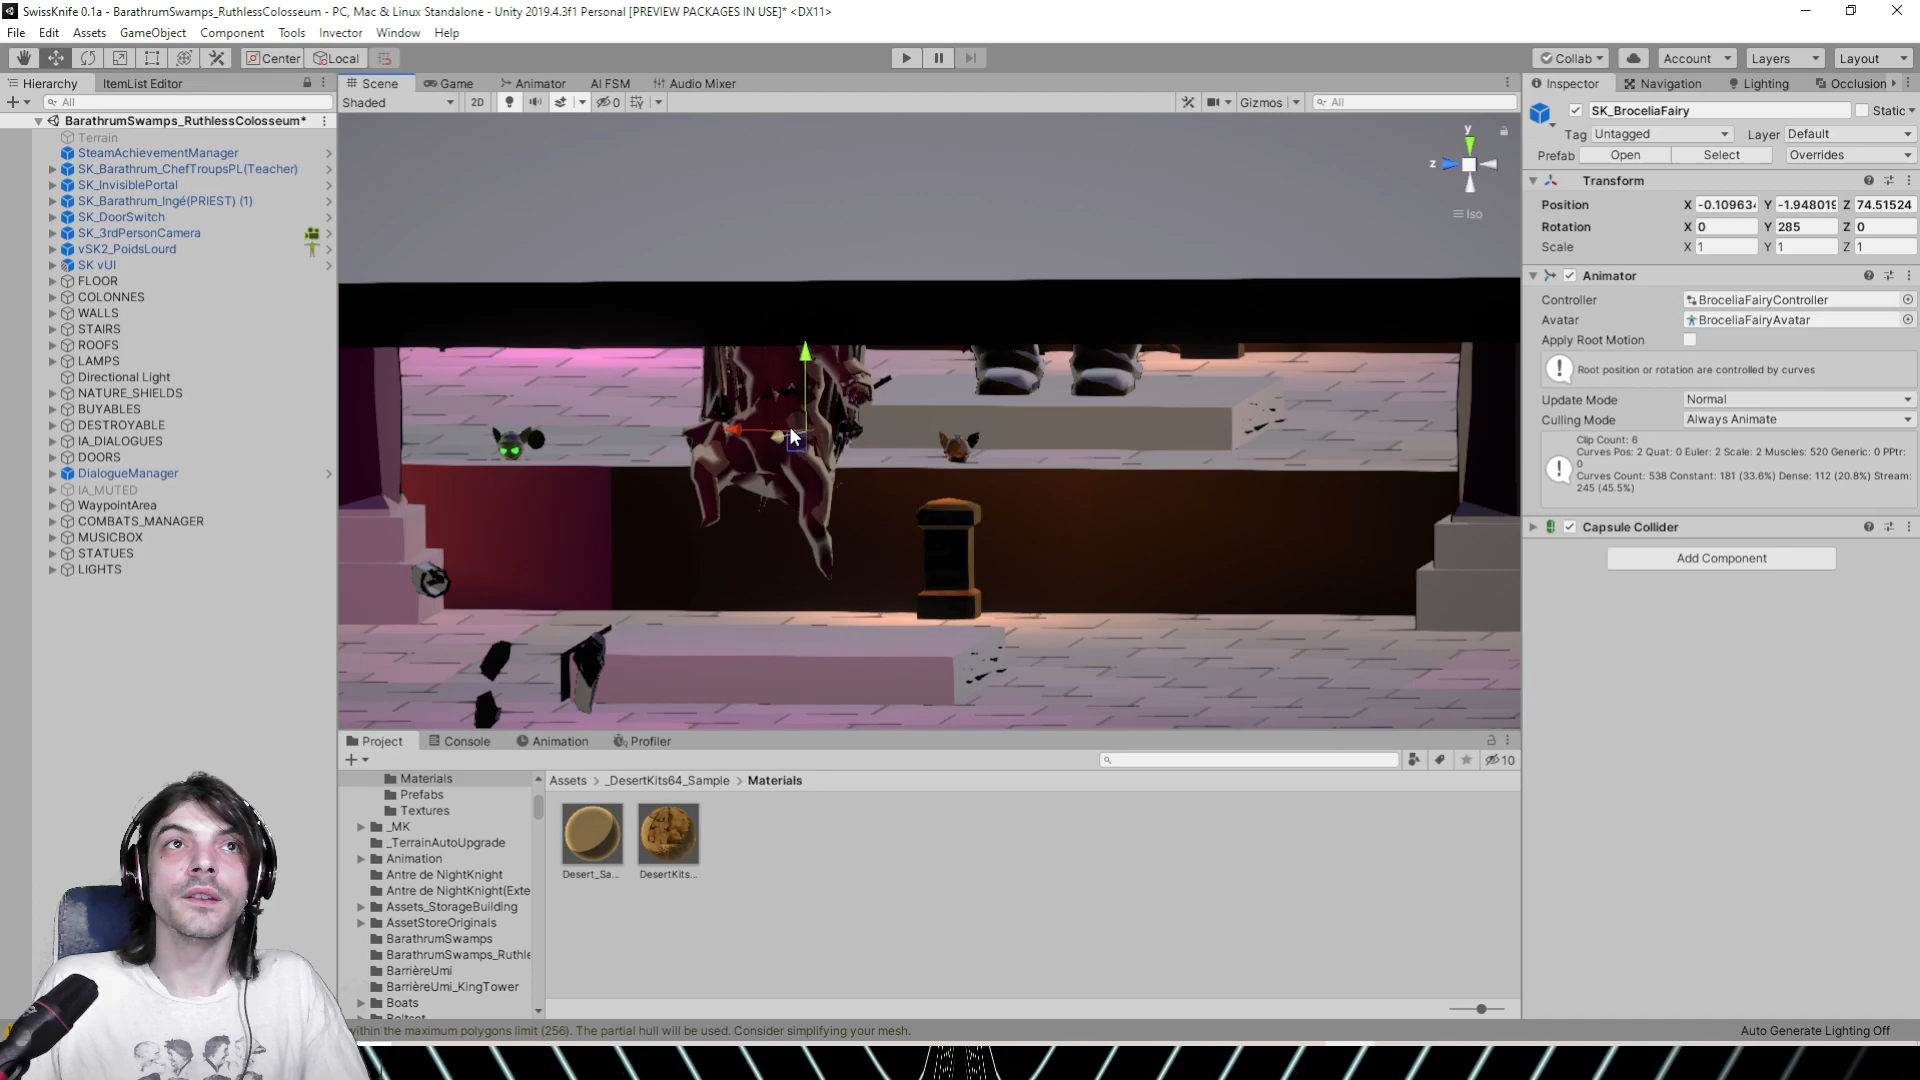 SwissKnife 0.1a - BarathrumSwamps_RuthlessColosseum - PC, Mac & Linux Standalone - Unity 2019.4.3f1 Personal [PREVIEW PACKAGES IN USE]* <DX11>
File Edit Assets GameObject Component Tools Invector Window Help
Center Local Collab Account Layers Layout
Hierarchy ItemList Editor
All
BarathrumSwamps_RuthlessColosseum*
Terrain
SteamAchievementManager
SK_Barathrum_ChefTroupsPL(Teacher)
SK_InvisiblePortal
SK_Barathrum_Ingé(PRIEST) (1)
SK_DoorSwitch
SK_3rdPersonCamera
vSK2_PoidsLourd
SK vUI
FLOOR
COLONNES
WALLS
STAIRS
ROOFS
LAMPS
Directional Light
NATURE_SHIELDS
BUYABLES
DESTROYABLE
IA_DIALOGUES
DOORS
DialogueManager
IA_MUTED
WaypointArea
COMBATS_MANAGER
MUSICBOX
STATUES
LIGHTS
Scene Game Animator AI FSM Audio Mixer
Shaded 2D 0 Gizmos All
y
z
Iso
Inspector Navigation Lighting Occlusion
SK_BroceliaFairy Static
Tag Untagged Layer Default
Prefab Open Select Overrides
Transform
Position X -0.10963 Y -1.948019 Z 74.51524
Rotation X 0 Y 285 Z 0
Scale X 1 Y 1 Z 1
Animator
Controller BroceliaFairyController
Avatar BroceliaFairyAvatar
Apply Root Motion
Root position or rotation are controlled by curves
Update Mode Normal
Culling Mode Always Animate
Clip Count: 6
Curves Pos: 2 Quat: 0 Euler: 2 Scale: 2 Muscles: 520 Generic: 0 PPtr:
0
Curves Count: 538 Constant: 181 (33.6%) Dense: 112 (20.8%) Stream:
245 (45.5%)
Capsule Collider
Add Component
Project Console Animation Profiler
10
Materials
Prefabs
Textures
_MK
_TerrainAutoUpgrade
Animation
Antre de NightKnight
Antre de NightKnight(Exte
Assets_StorageBuilding
AssetStoreOriginals
BarathrumSwamps
BarathrumSwamps_Ruthle
BarrièreUmi
BarrièreUmi_KingTower
Boats
Assets > _DesertKits64_Sample > Materials
Desert_Sa... DesertKits...
within the maximum polygons limit (256). The partial hull will be used. Consider simplifying your mesh.
Auto Generate Lighting Off